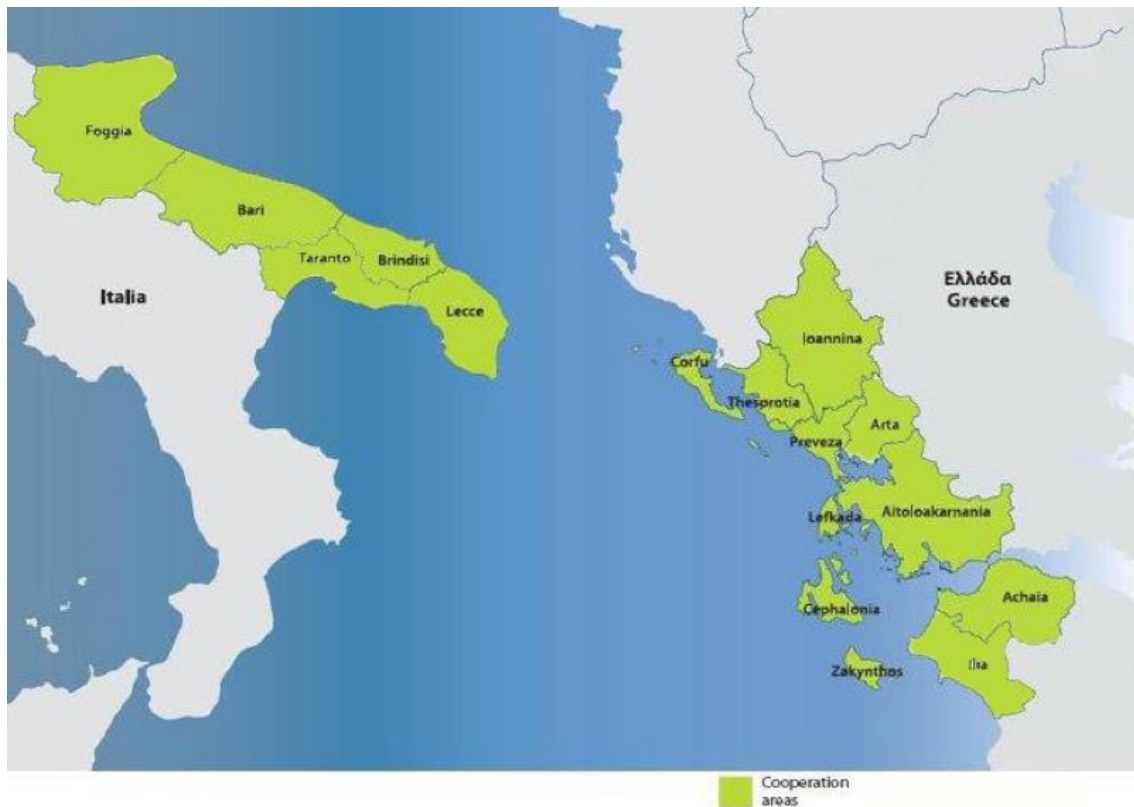 Foggia
Bari
Taranto
Brindisi
Lecce
Italia
Ελλάδα
Greece
Ioannina
Corfu
Thesprotia
Arta
Preveza
Lefkada
Aitoloakarnania
Cephalonia
Achaia
Zakynthos
Ilia
Cooperation
areas